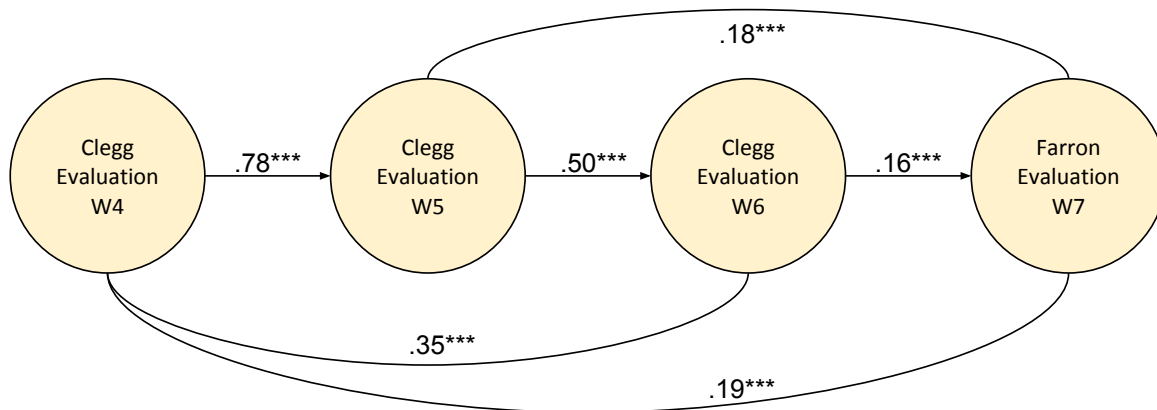 .18***
Clegg
Evaluation
W4
.78***
Clegg
Evaluation
W5
.50***
Clegg
Evaluation
W6
.16***
Farron
Evaluation
W7
.35***
.19***